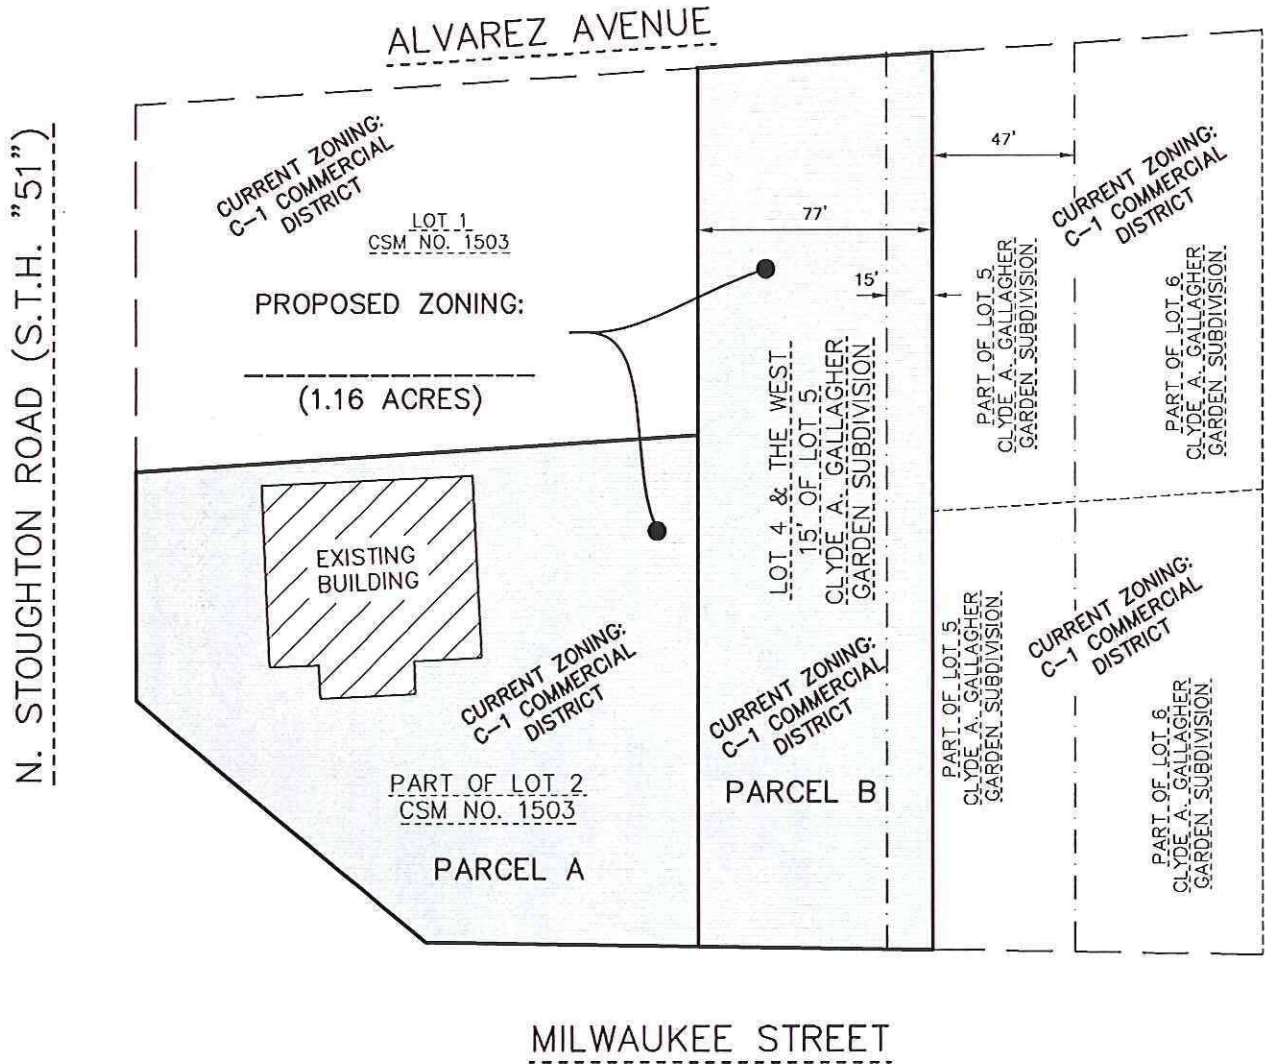 ALVAREZ AVENUE
N. STOUGHTON ROAD (S.T.H. "51")
CURRENT ZONING:
C-1 COMMERCIAL
DISTRICT
LOT 1
CSM NO. 1503
PROPOSED ZONING:
(1.16 ACRES)
77'
15'
47'
CURRENT ZONING:
C-1 COMMERCIAL
DISTRICT
PART OF LOT 5
CLYDE A. GALLAGHER
GARDEN SUBDIVISION
PART OF LOT 6
CLYDE A. GALLAGHER
GARDEN SUBDIVISION
LOT 4 & THE WEST
15' OF LOT 5
CLYDE A. GALLAGHER
GARDEN SUBDIVISION
EXISTING
BUILDING
CURRENT ZONING:
C-1 COMMERCIAL
DISTRICT
PART OF LOT 2
CSM NO. 1503
PARCEL A
CURRENT ZONING:
C-1 COMMERCIAL
DISTRICT
PARCEL B
PART OF LOT 5
CLYDE A. GALLAGHER
GARDEN SUBDIVISION
CURRENT ZONING:
C-1 COMMERCIAL
DISTRICT
PART OF LOT 6
CLYDE A. GALLAGHER
GARDEN SUBDIVISION
MILWAUKEE STREET